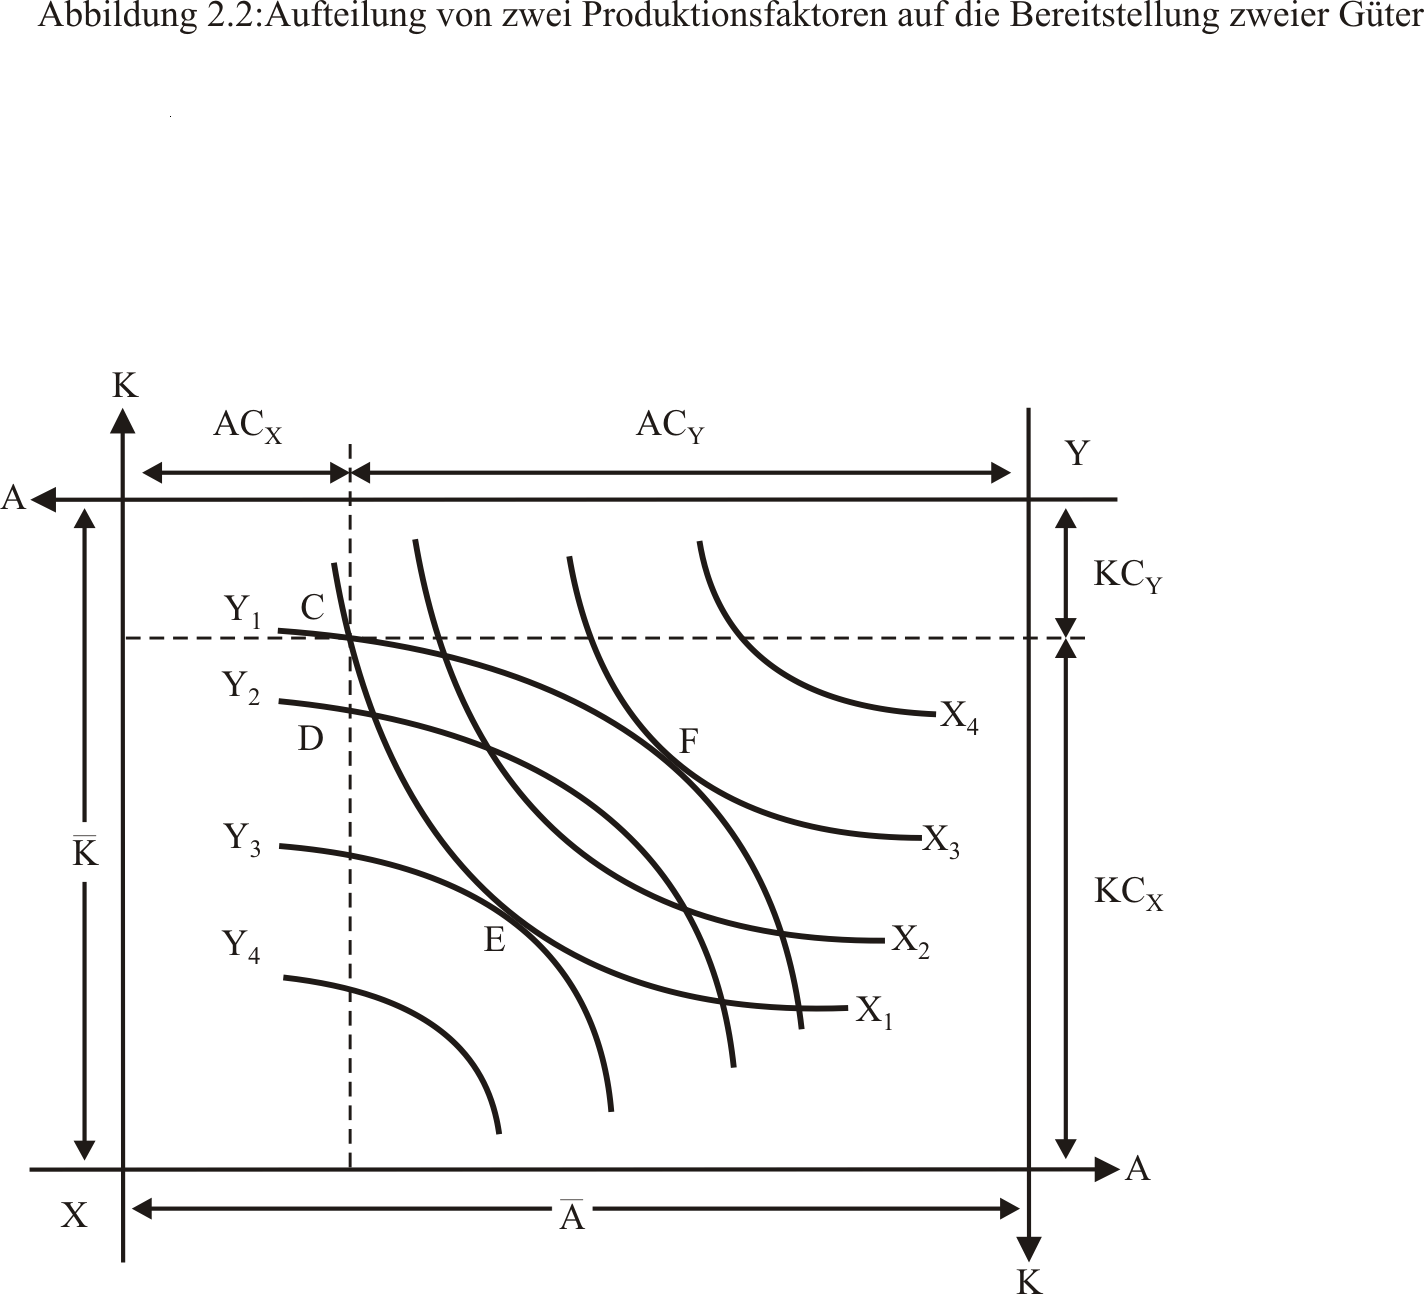 Abbildung 2.2:Aufteilung von zwei Produktionsfaktoren auf die Bereitstellung zweier Güter
K
AC_X
AC_Y
Y
A
KC_Y
Y_1
C
Y_2
D
X_4
F
Y_3
X_3
K̅
KC_X
Y_4
E
X_2
X_1
A
X
A̅
K